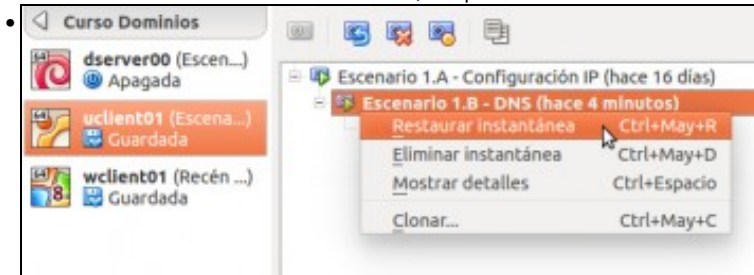 Curso Dominios
dserver00 (Escen...)
Apagada
uclient01 (Escena...)
Guardada
wclient01 (Recén ...)
Guardada
Escenario 1.A - Configuración IP (hace 16 días)
Escenario 1.B - DNS (hace 4 minutos)
Restaurar instantánea Ctrl+May+R
Eliminar instantánea Ctrl+May+D
Mostrar detalles Ctrl+Espacio
Clonar... Ctrl+May+C